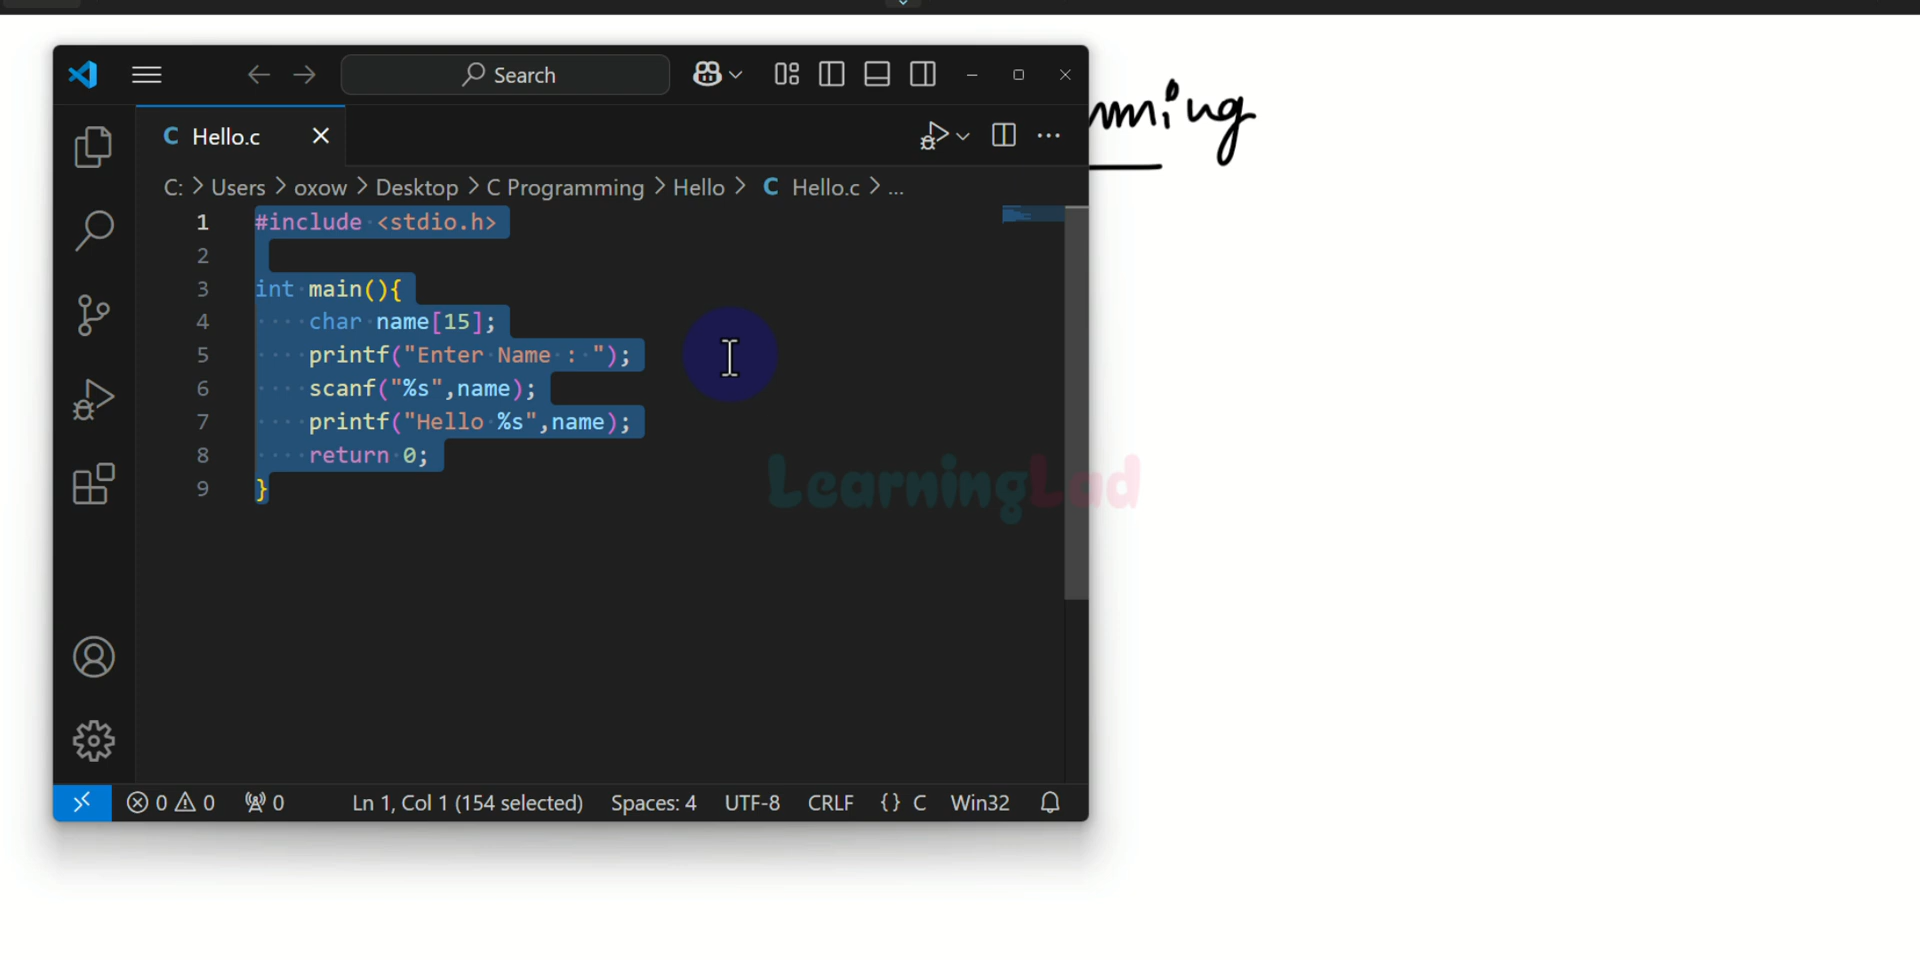 Search
mming
Hello.c
C: > Users > oxow > Desktop > C Programming > Hello > C Hello.c > ...
1 #include <stdio.h>
2
3 int main(){
4 char name[15];
5 printf("Enter Name : ");
6 scanf("%s",name);
7 printf("Hello %s",name);
8 return 0;
9 }
LearningLad
0 0 0 Ln 1, Col 1 (154 selected) Spaces: 4 UTF-8 CRLF {} C Win32